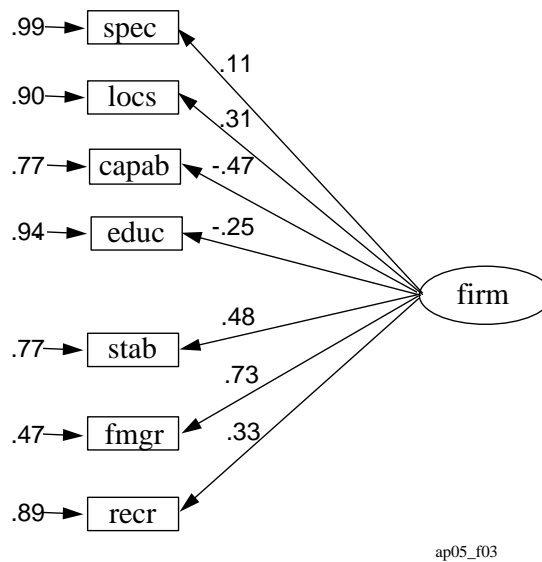 .99 spec
.11
.90 locs
.31
.77 capab
-.47
.94 educ
-.25
firm
.77 stab
.48
.47 fmgr
.73
.89 recr
.33
ap05_f03